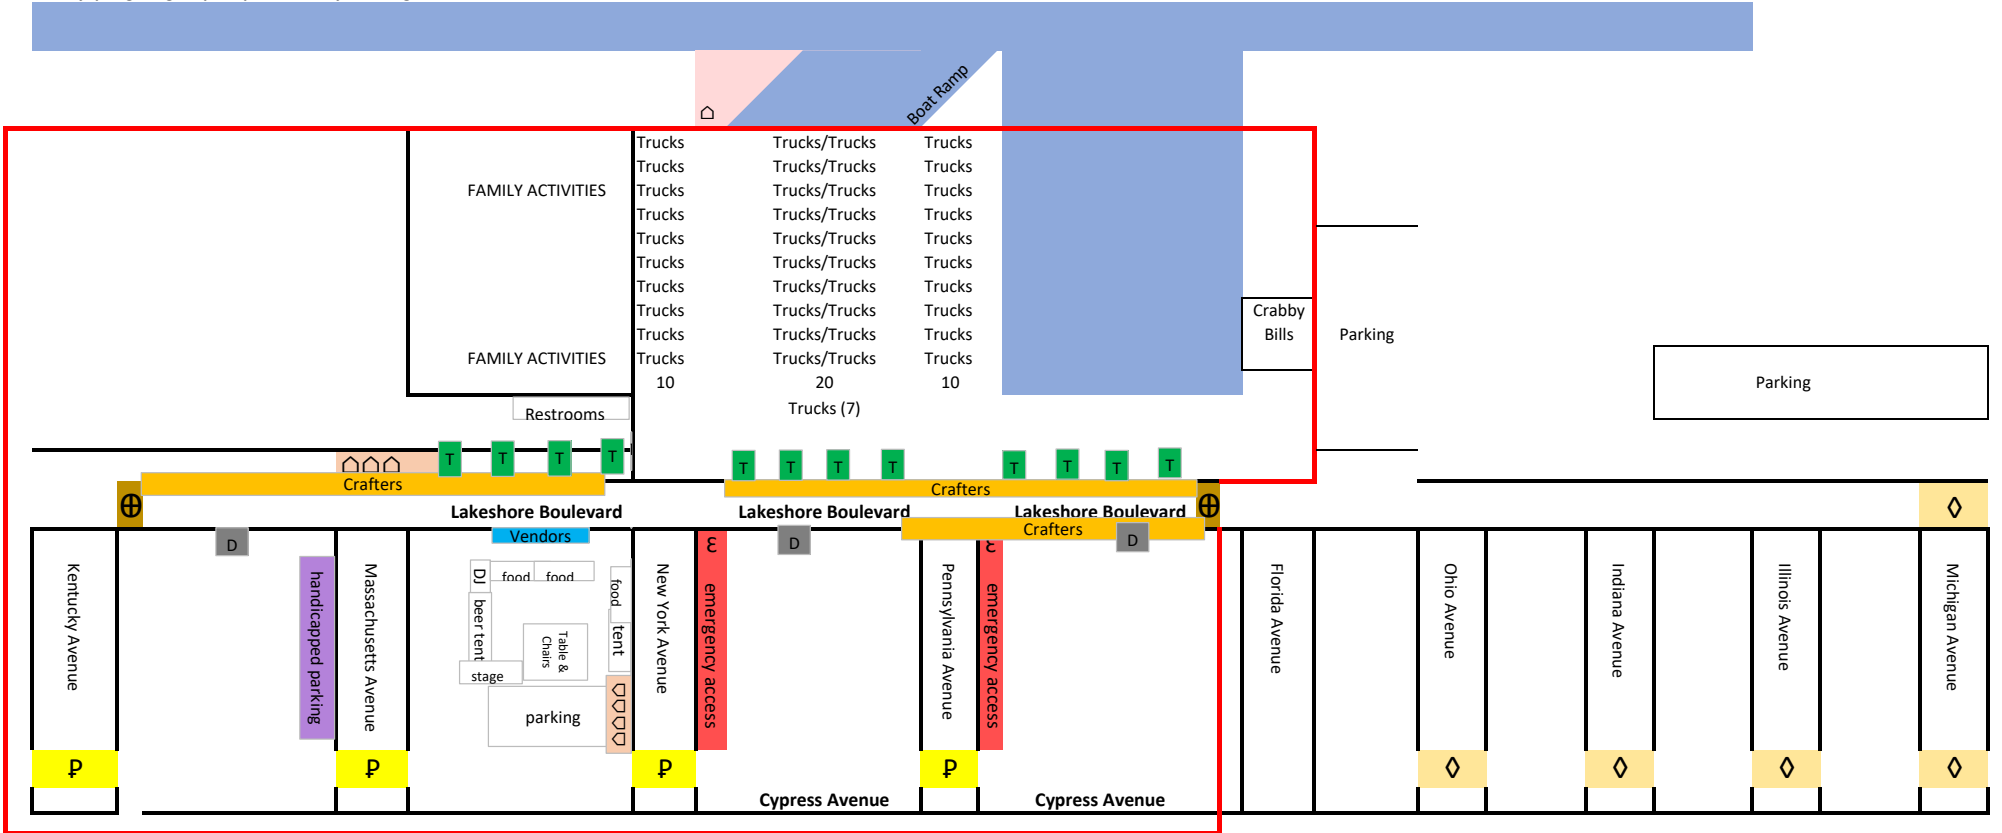 Boat Ramp
Trucks Trucks/Trucks Trucks
Trucks Trucks/Trucks Trucks
FAMILY ACTIVITIES Trucks Trucks/Trucks Trucks
Trucks Trucks/Trucks Trucks
Trucks Trucks/Trucks Trucks
Trucks Trucks/Trucks Trucks
Trucks Trucks/Trucks Trucks
Trucks Trucks/Trucks Trucks
Trucks Trucks/Trucks Trucks
FAMILY ACTIVITIES Trucks Trucks/Trucks Trucks
10 20 10
Trucks (7)
Crabby
Bills
Parking
Parking
Restrooms
T T T T T T T T T T T T
Crafters
Crafters
Lakeshore Boulevard Lakeshore Boulevard Lakeshore Boulevard
Crafters
Vendors
D D D
Kentucky Avenue
handicapped parking
Massachusetts Avenue
DJ
food food
food
beer tent
Table &
Chairs
tent
stage
parking
New York Avenue
ε emergency access
Pennsylvania Avenue
ε emergency access
Florida Avenue
Ohio Avenue
Indiana Avenue
Illinois Avenue
Michigan Avenue
₽ ₽ ₽ ₽
Cypress Avenue Cypress Avenue